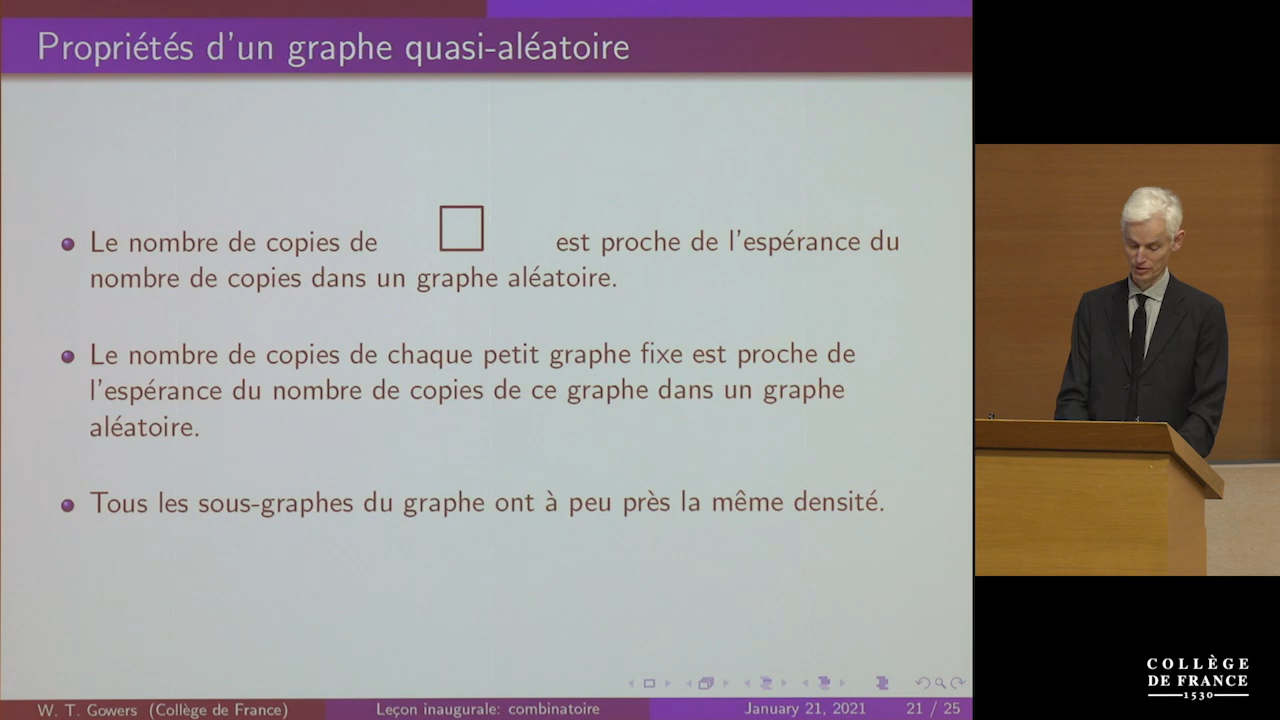 Propriétés d'un graphe quasi-aléatoire
Le nombre de copies de est proche de l'espérance du
nombre de copies dans un graphe aléatoire.
Le nombre de copies de chaque petit graphe fixe est proche de
l'espérance du nombre de copies de ce graphe dans un graphe
aléatoire.
Tous les sous-graphes du graphe ont à peu près la même densité.
W. T. Gowers (Collège de France)
Leçon inaugurale: combinatoire
January 21, 2021
21 / 25
COLLÈGE
DE FRANCE
1530